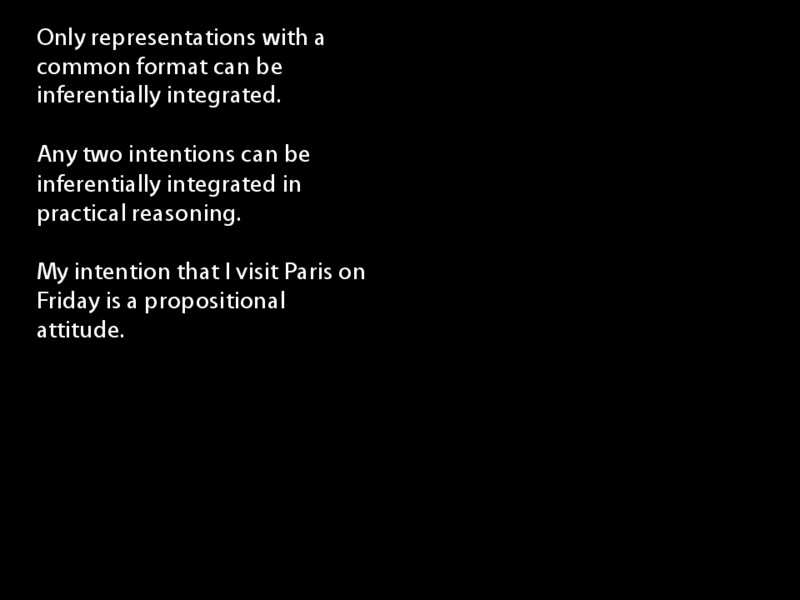 Only representations with a
common format can be
inferentially integrated.
Any two intentions can be
inferentially integrated in
practical reasoning.
My intention that I visit Paris on
Friday is a propositional
attitude.